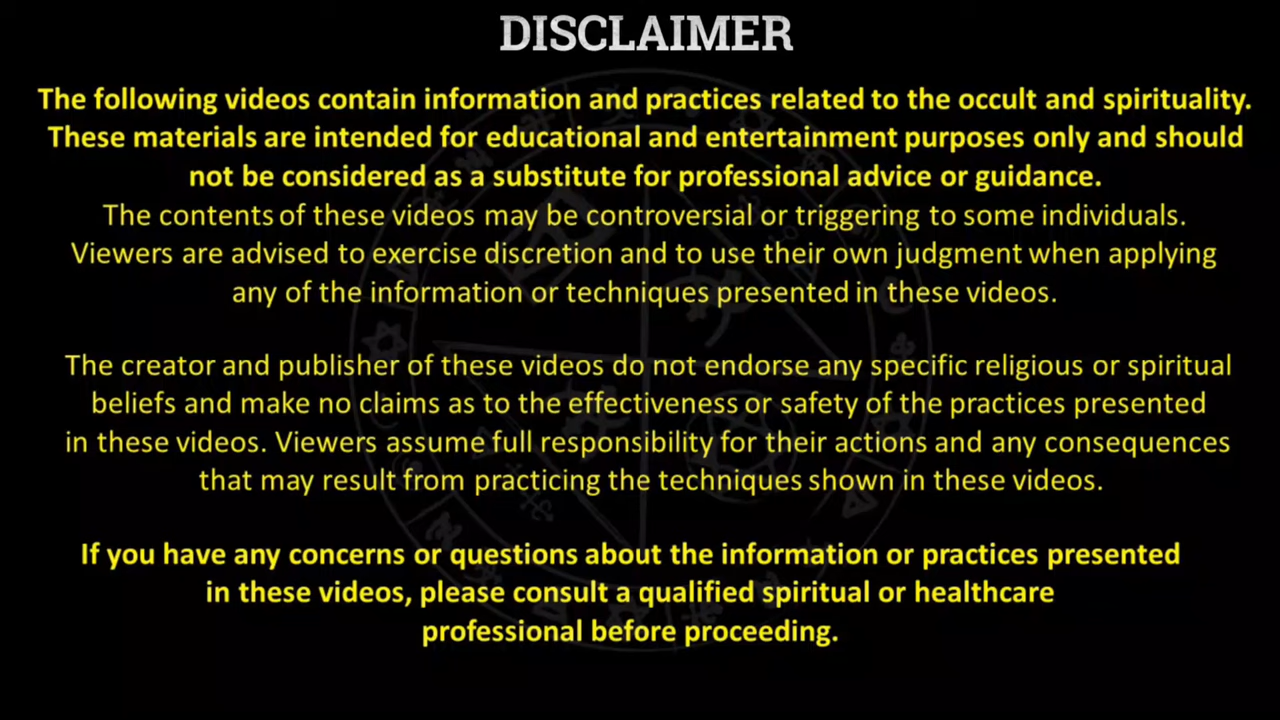 DISCLAIMER
The following videos contain information and practices related to the occult and spirituality.
These materials are intended for educational and entertainment purposes only and should
not be considered as a substitute for professional advice or guidance.
The contents of these videos may be controversial or triggering to some individuals.
Viewers are advised to exercise discretion and to use their own judgment when applying
any of the information or techniques presented in these videos.
The creator and publisher of these videos do not endorse any specific religious or spiritual
beliefs and make no claims as to the effectiveness or safety of the practices presented
in these videos. Viewers assume full responsibility for their actions and any consequences
that may result from practicing the techniques shown in these videos.
If you have any concerns or questions about the information or practices presented
in these videos, please consult a qualified spiritual or healthcare
professional before proceeding.